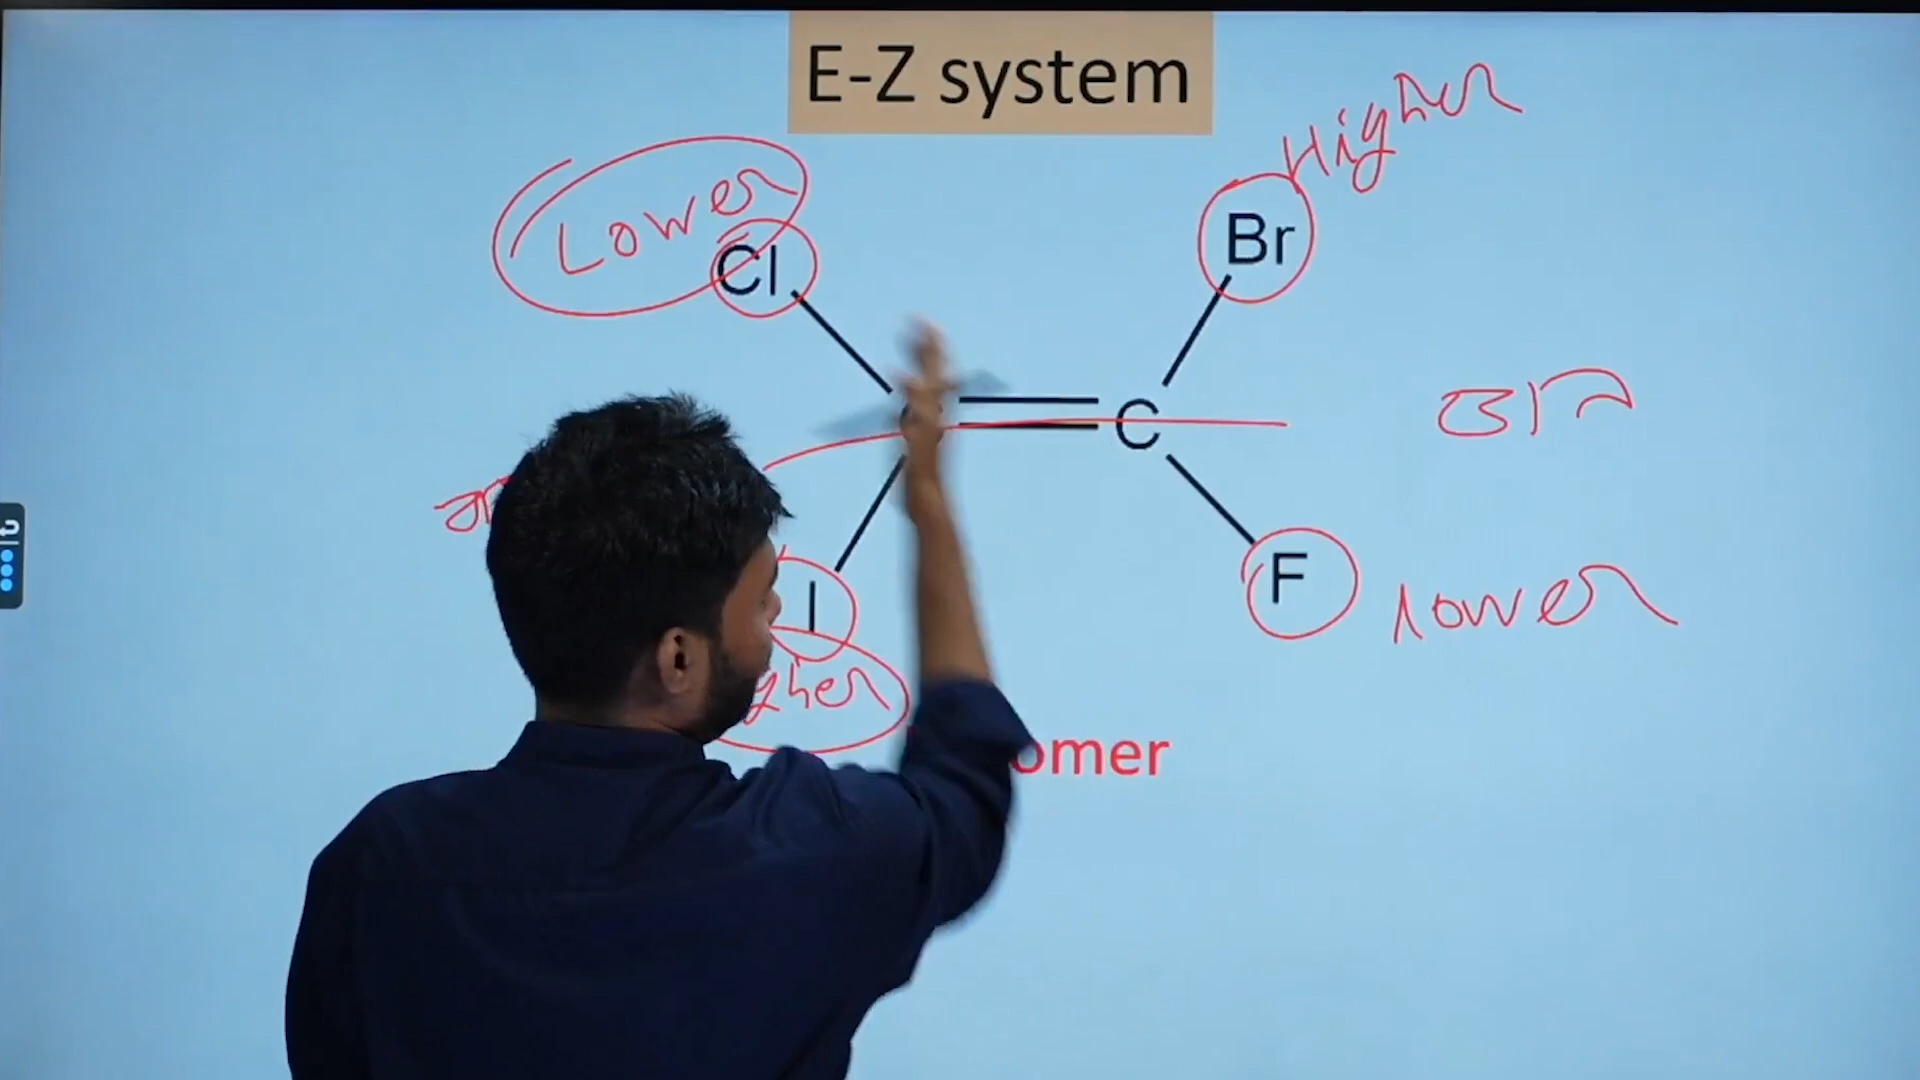 E-Z system
Higher
Lower
Cl
Br
C
ডান
I
F
lower
omer